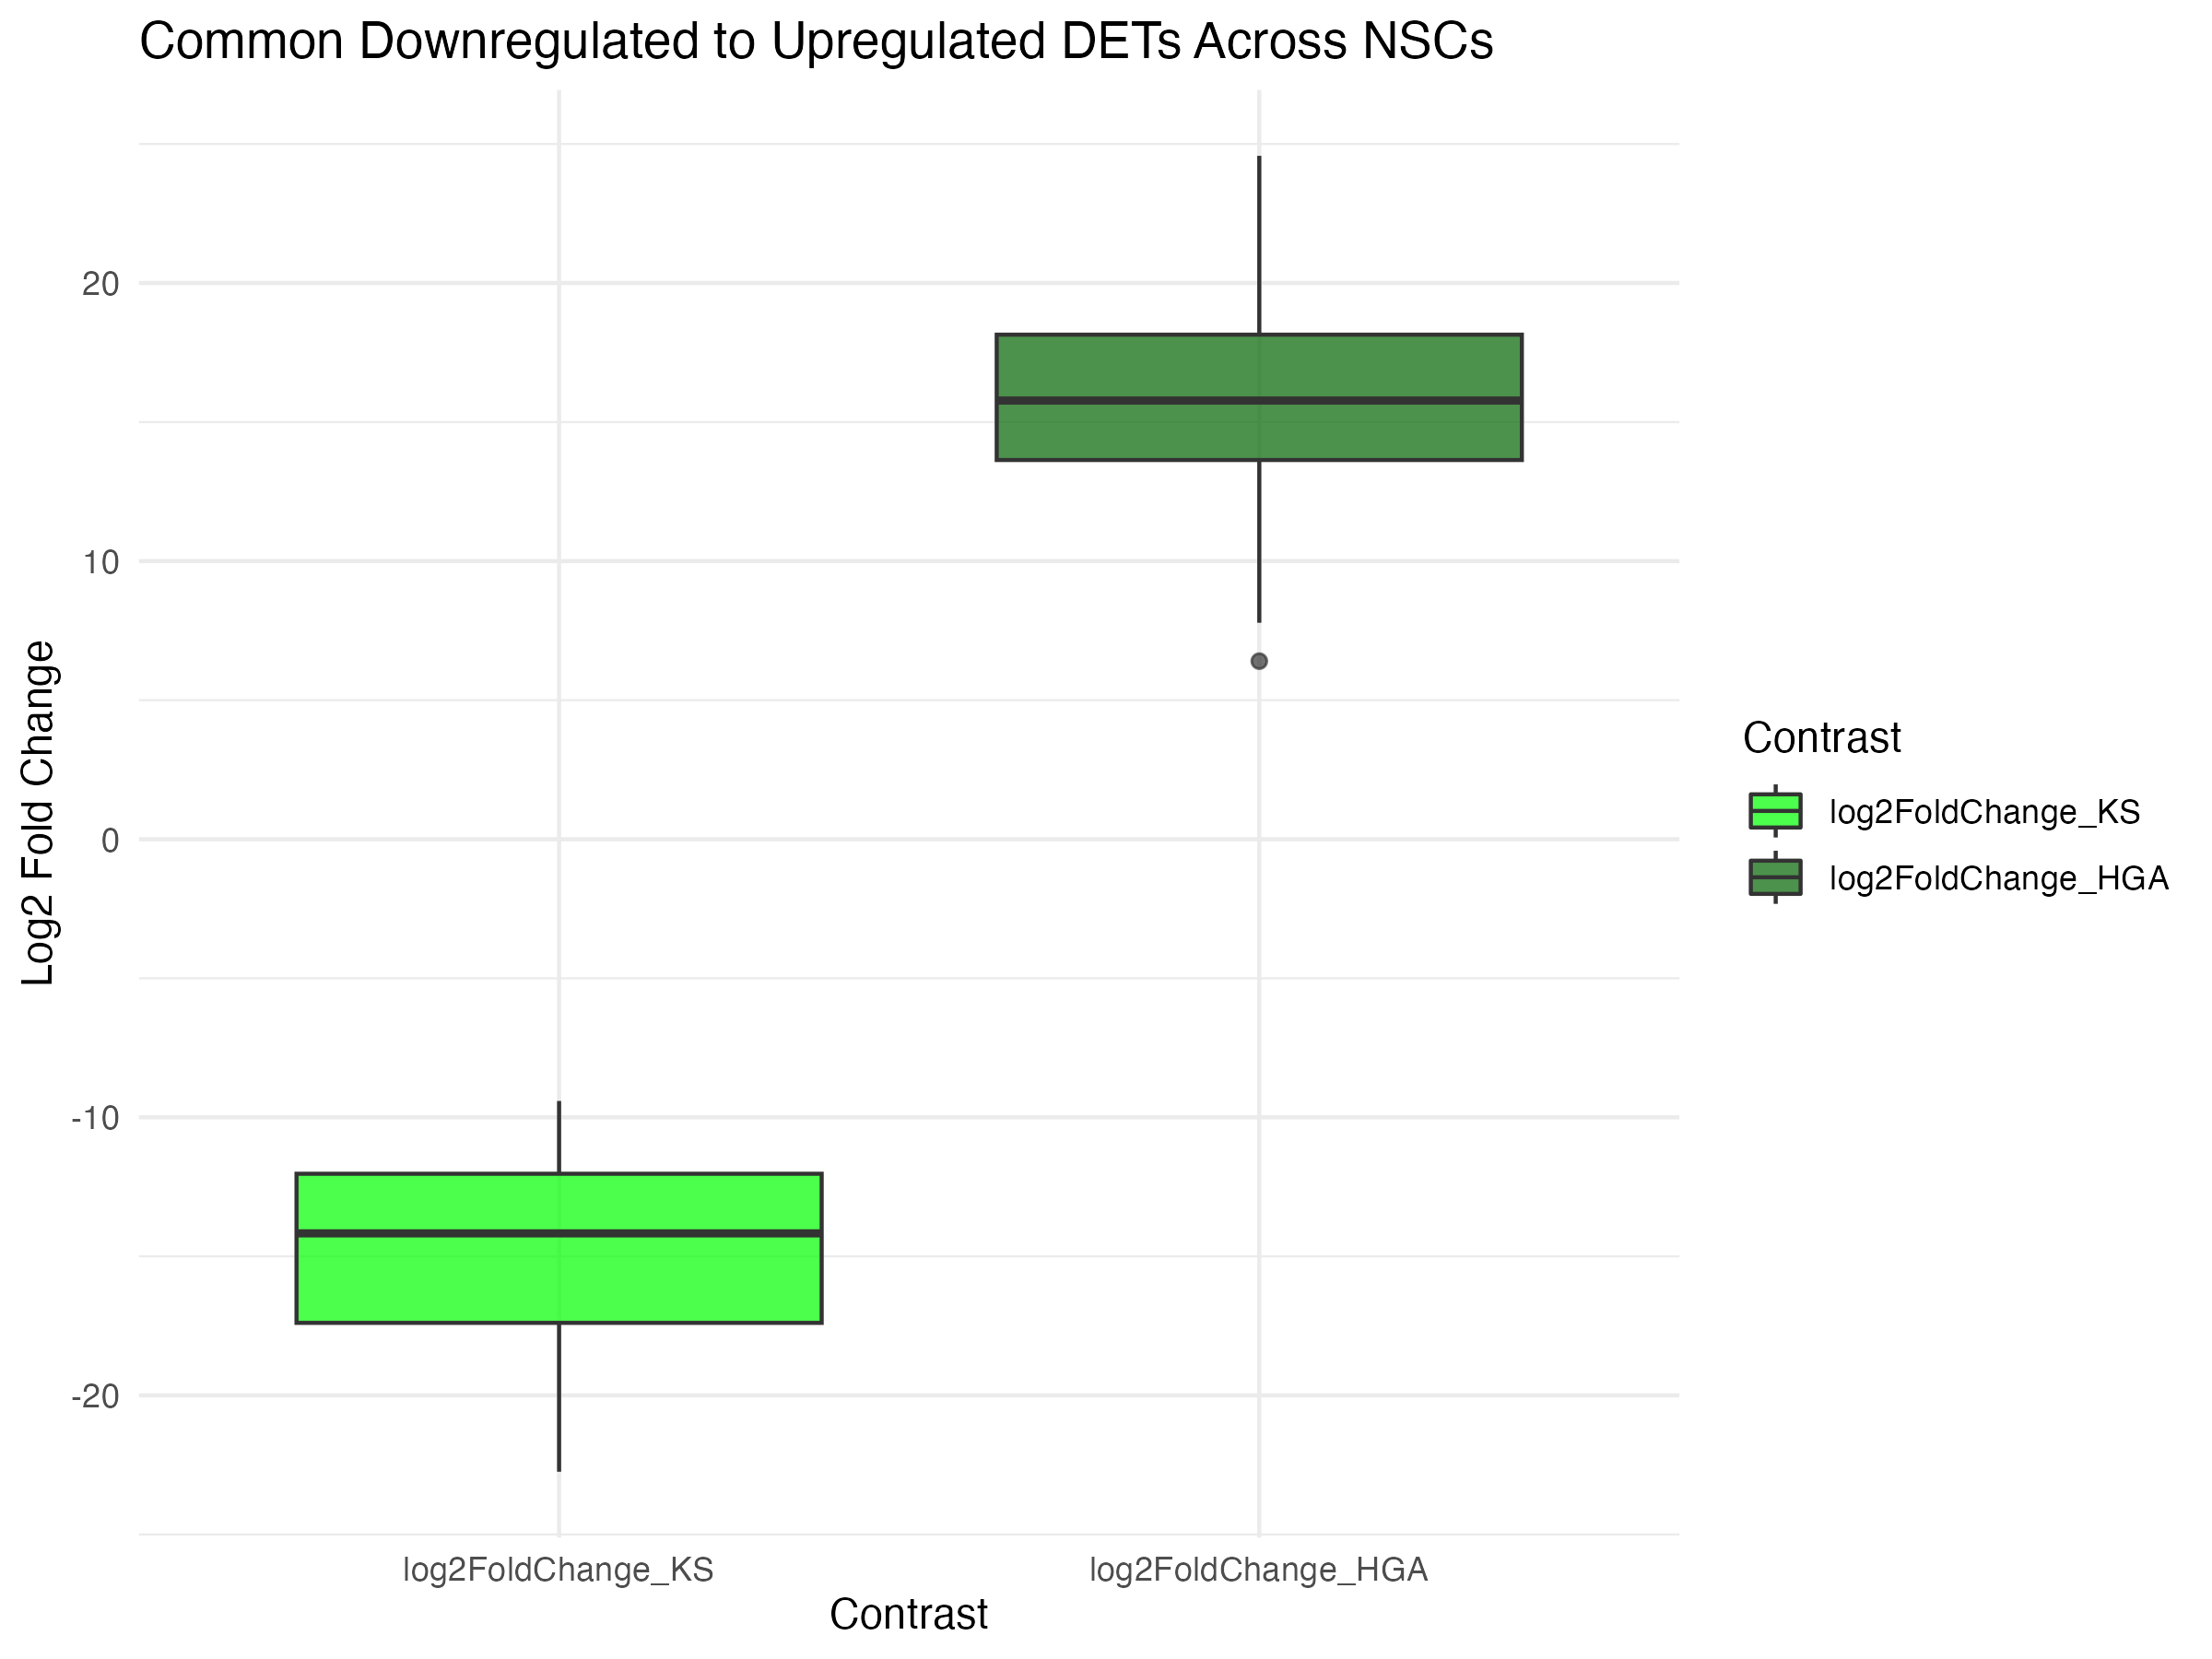 Common Downregulated to Upregulated DETs Across NSCs
Log2 Fold Change
20
10
0
-10
-20
log2FoldChange_KS
log2FoldChange_HGA
Contrast
Contrast
log2FoldChange_KS
log2FoldChange_HGA